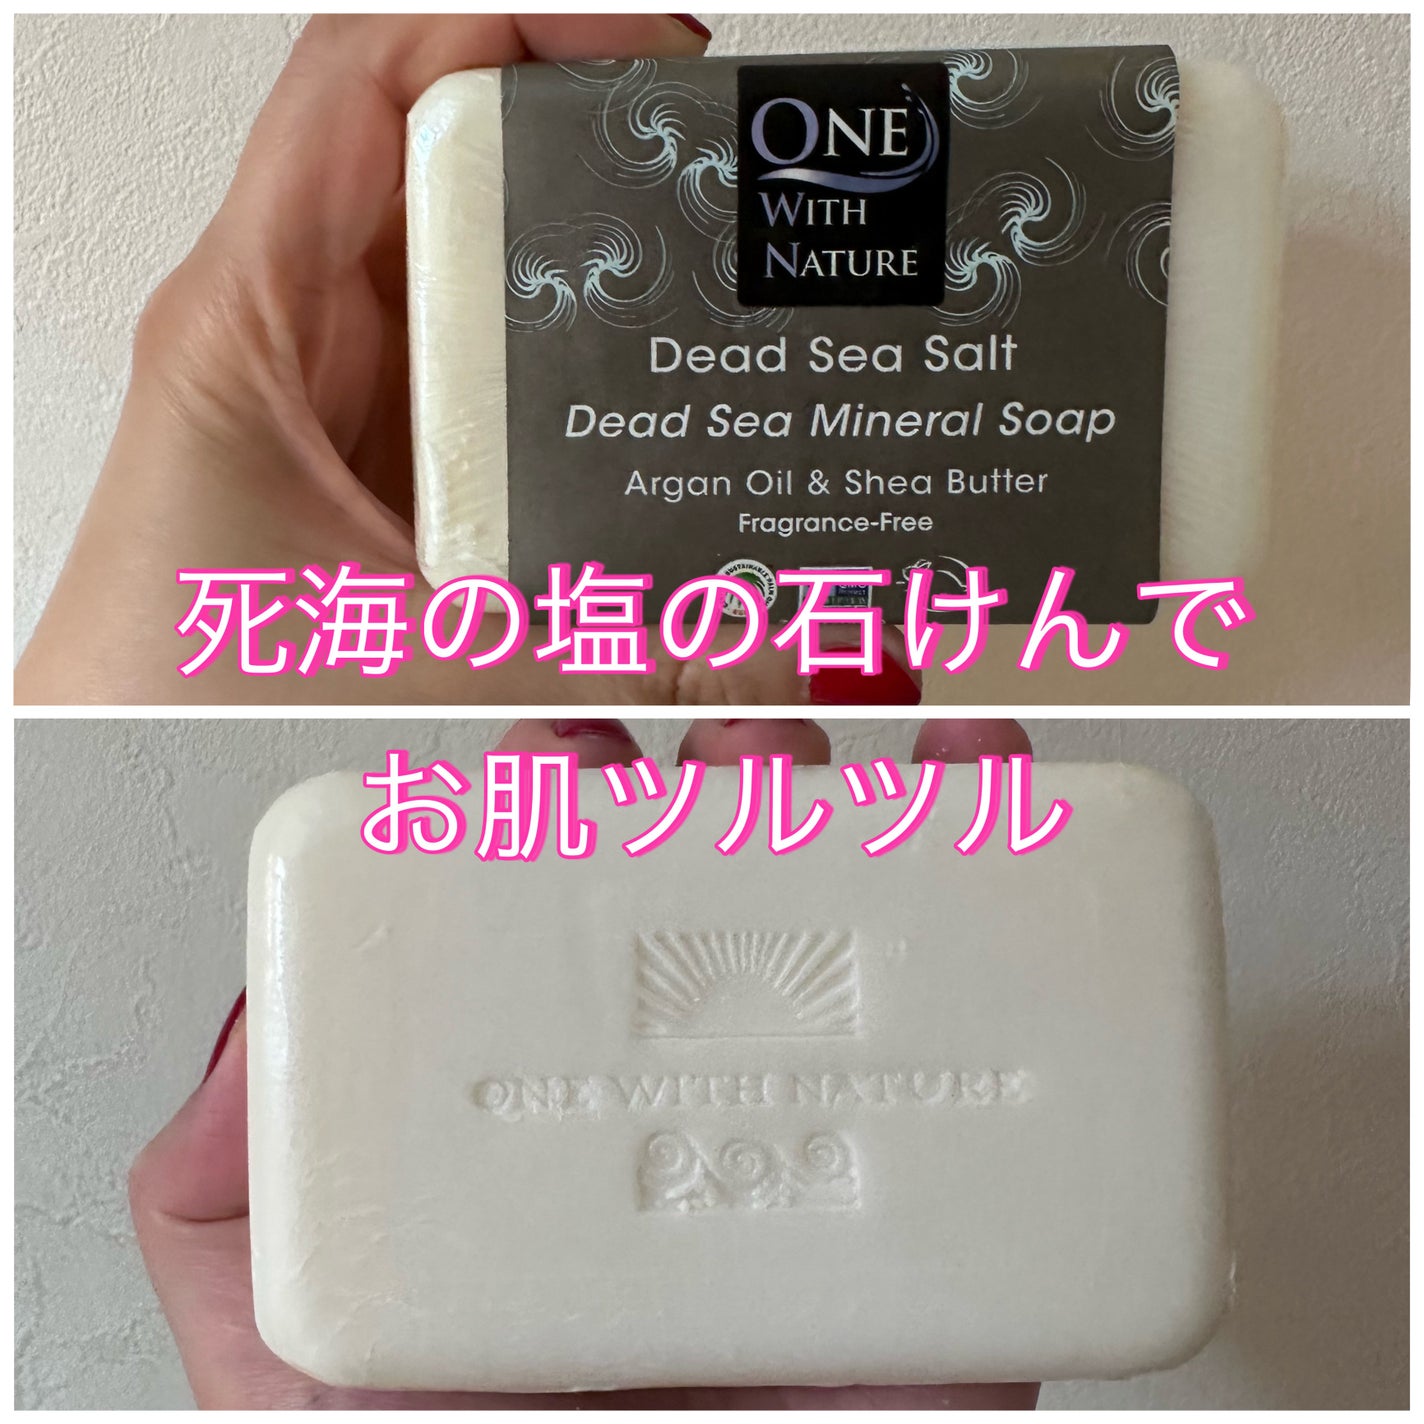 ONE
WITH
NATURE
Dead Sea Salt
Dead Sea Mineral Soap
Argan Oil & Shea Butter
Fragrance-Free
死海の塩の石けんで
お肌ツルツル
ONE WITH NATURE